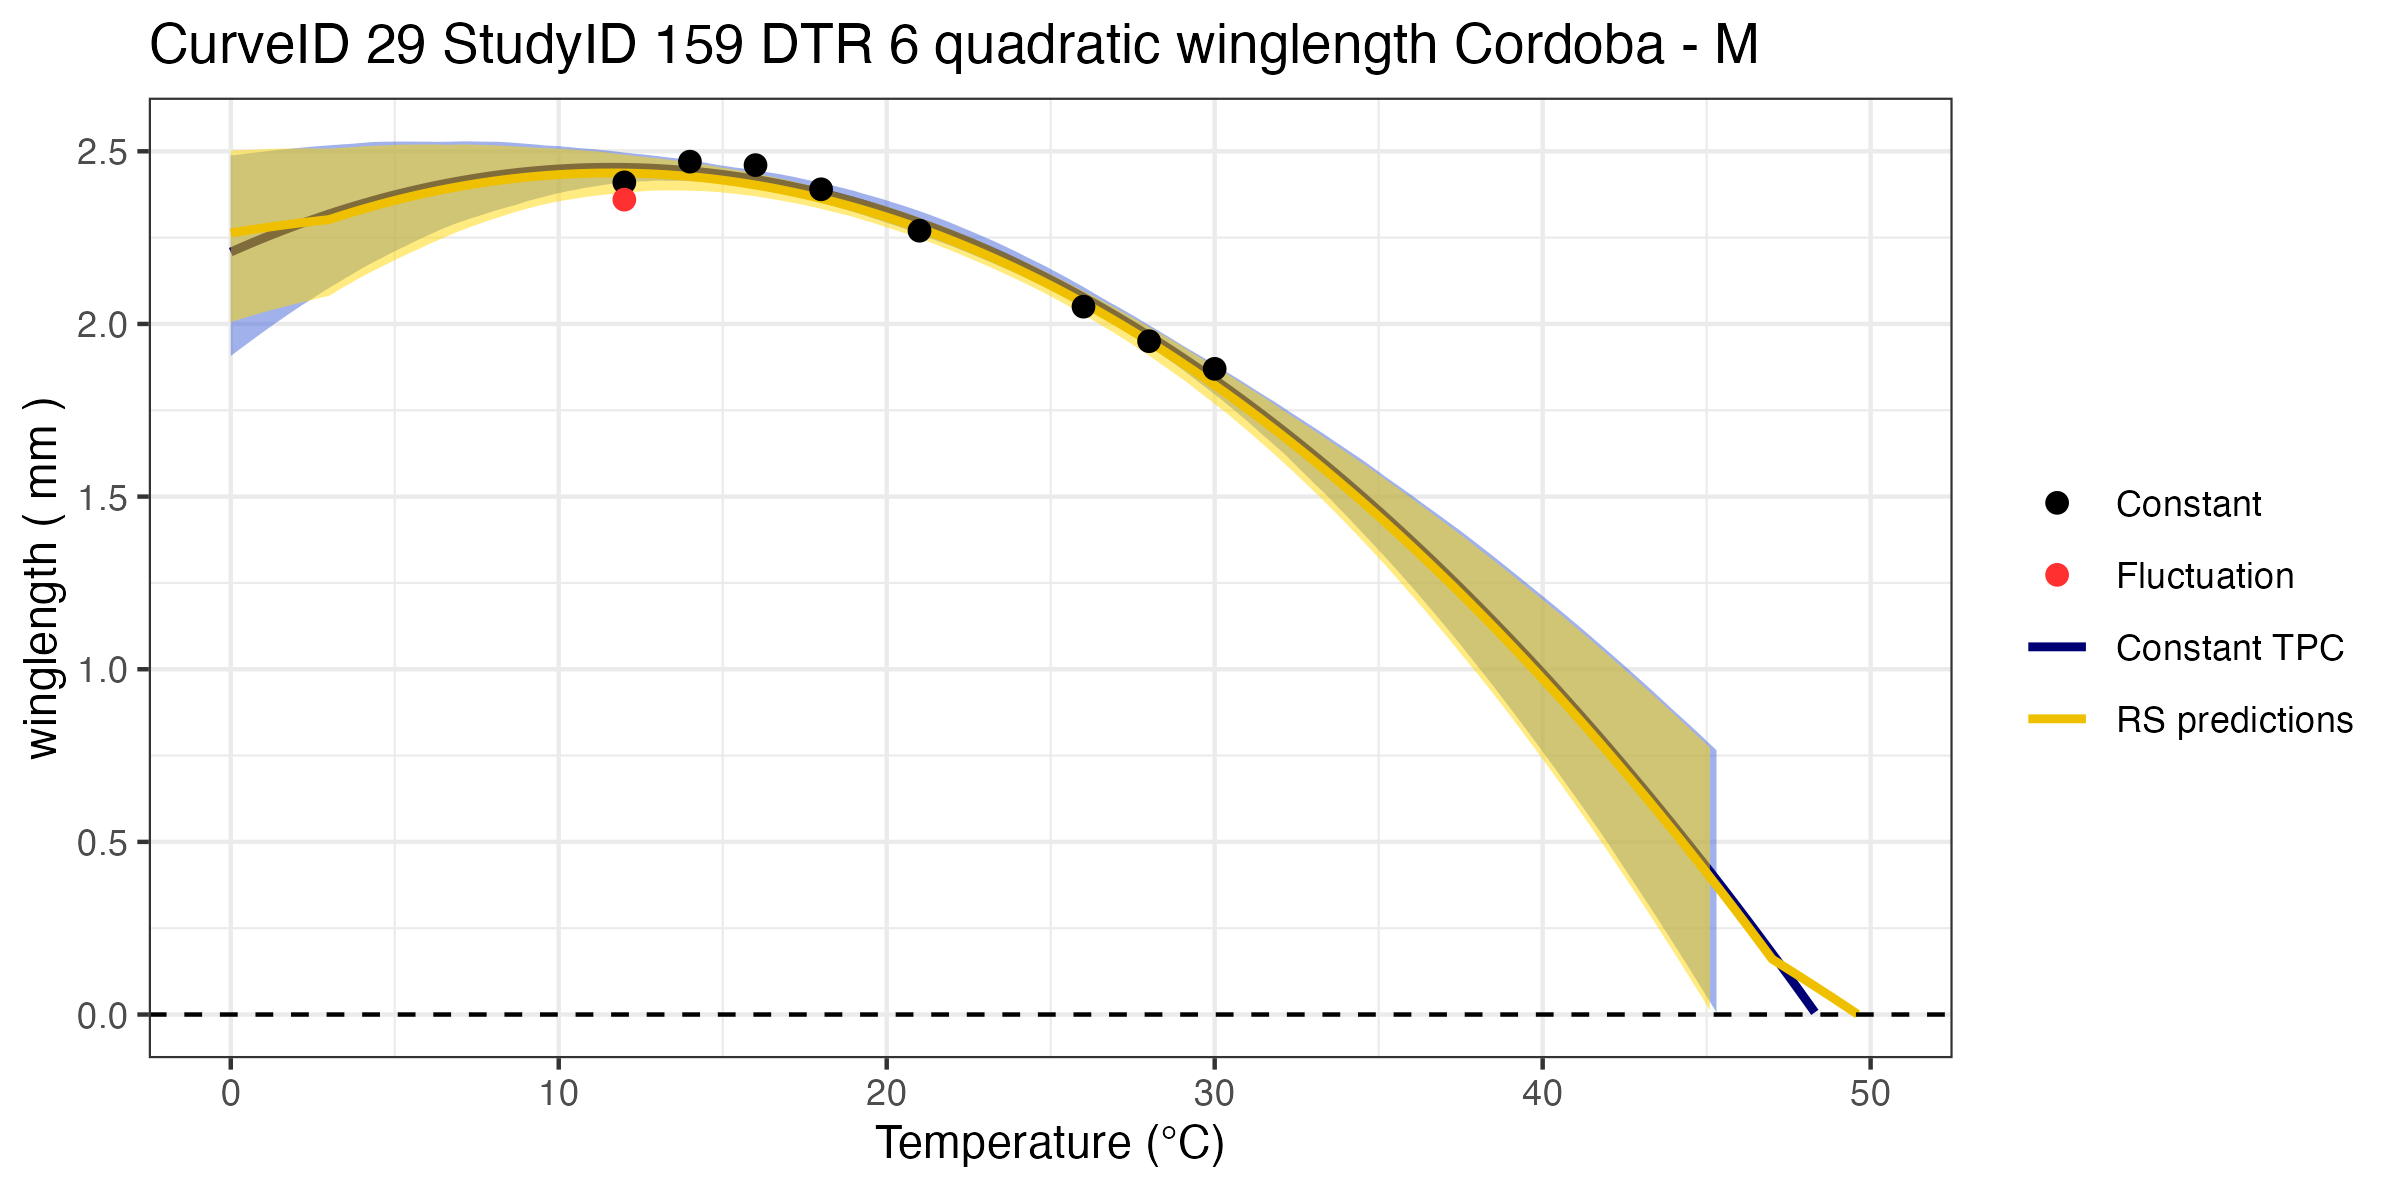 CurveID 29 StudyID 159 DTR 6 quadratic winglength Cordoba - M
winglength ( mm )
2.5
2.0
1.5
1.0
0.5
0.0
0 10 20 30 40 50
Temperature (°C)
Constant
Fluctuation
Constant TPC
RS predictions